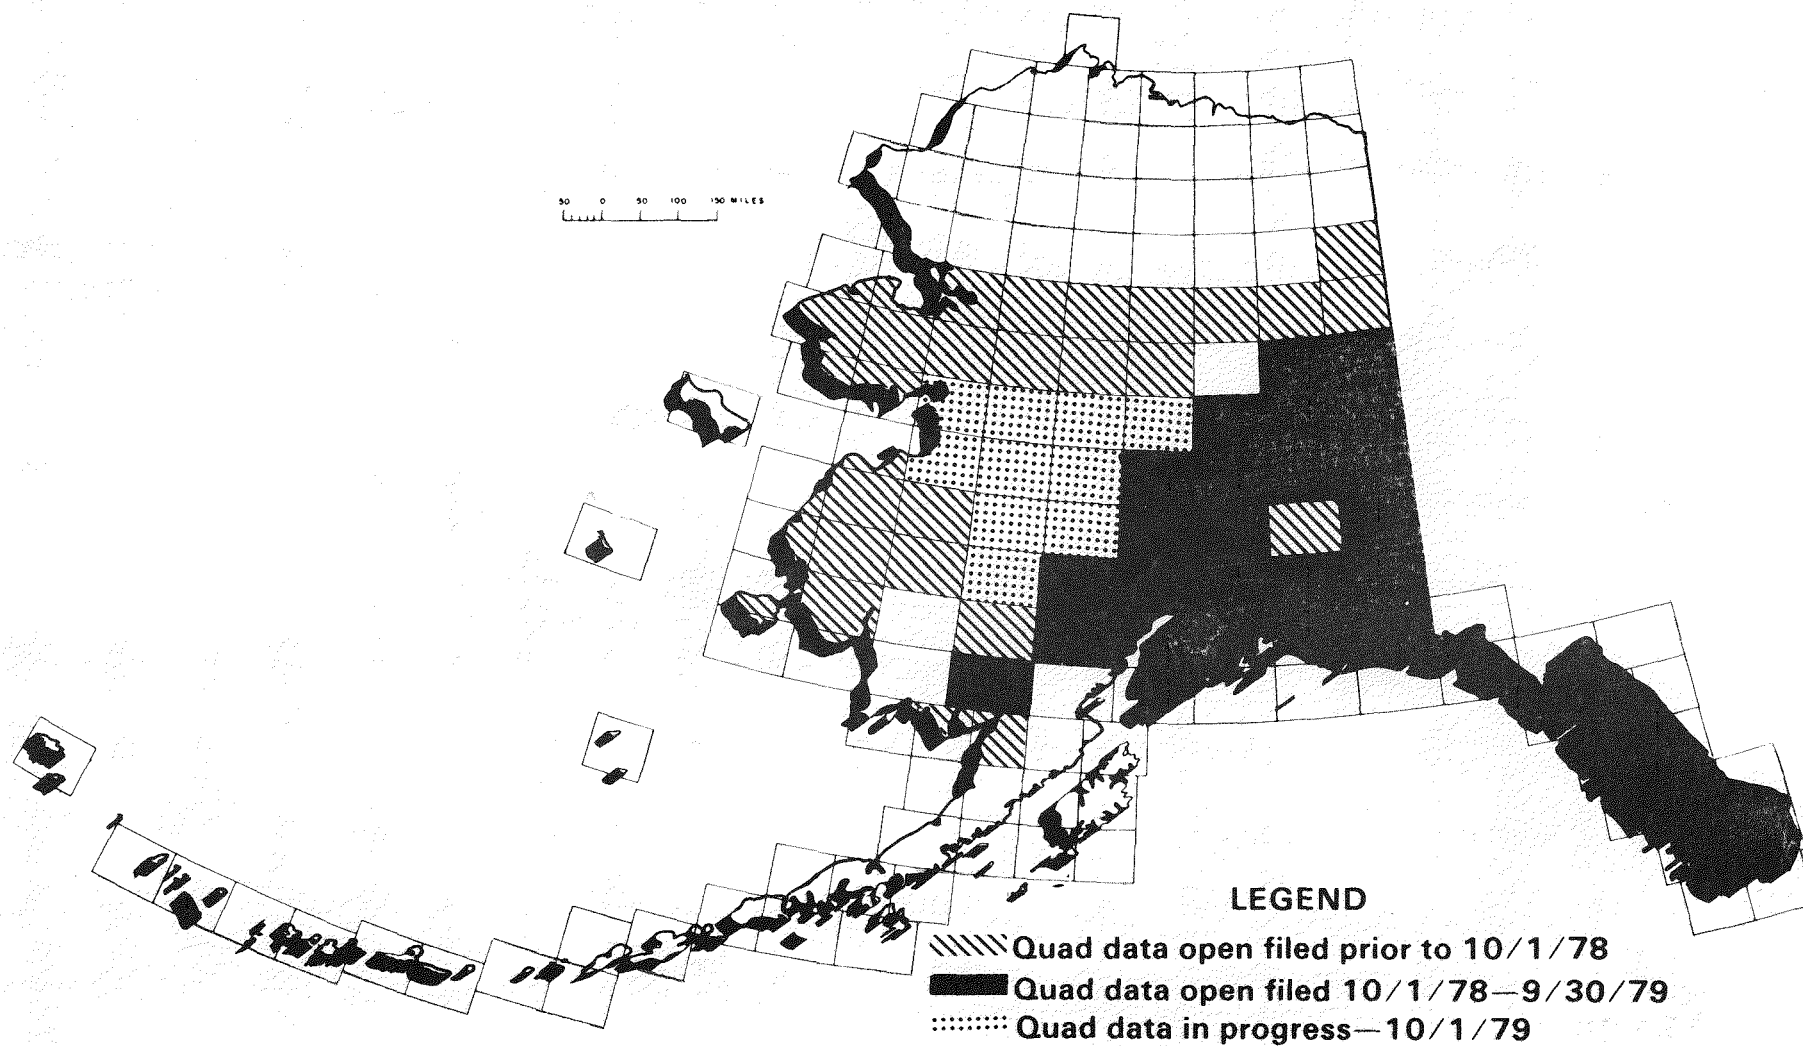 50 0 50 100 150 MILES
LEGEND
Quad data open filed prior to 10/1/78
Quad data open filed 10/1/78—9/30/79
Quad data in progress—10/1/79